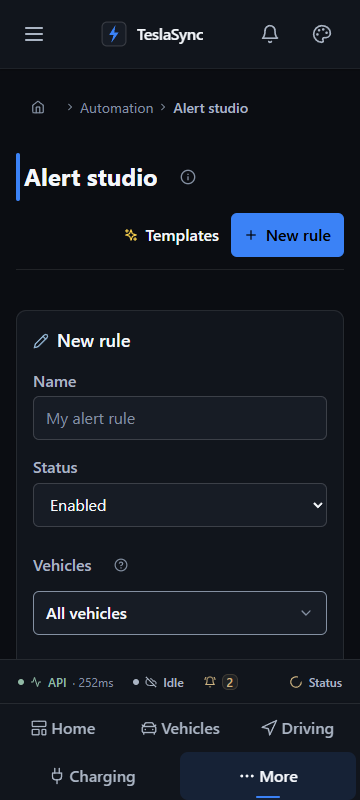 TeslaSync
Automation Alert studio
Alert studio
Templates New rule
New rule
Name
My alert rule
Status
Enabled
Vehicles
All vehicles
API · 252ms Idle 2 Status
Home Vehicles Driving
Charging More